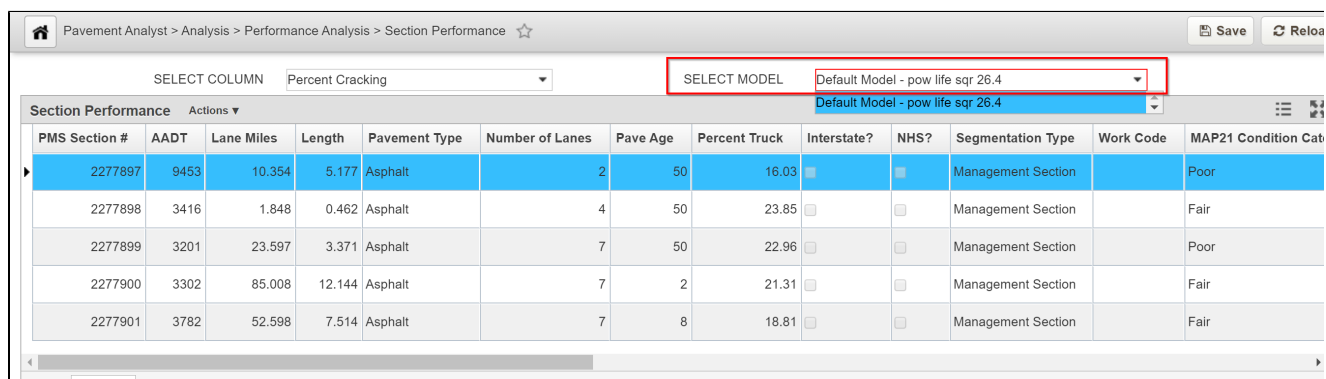 Pavement Analyst > Analysis > Performance Analysis > Section Performance Save Reloa
SELECT COLUMN Percent Cracking SELECT MODEL Default Model - pow life sqr 26.4
Default Model - pow life sqr 26.4
Section Performance Actions ▼
PMS Section # AADT Lane Miles Length Pavement Type Number of Lanes Pave Age Percent Truck Interstate? NHS? Segmentation Type Work Code MAP21 Condition Cate
2277897 9453 10.354 5.177 Asphalt 2 50 16.03 Management Section Poor
2277898 3416 1.848 0.462 Asphalt 4 50 23.85 Management Section Fair
2277899 3201 23.597 3.371 Asphalt 7 50 22.96 Management Section Poor
2277900 3302 85.008 12.144 Asphalt 7 2 21.31 Management Section Fair
2277901 3782 52.598 7.514 Asphalt 7 8 18.81 Management Section Fair